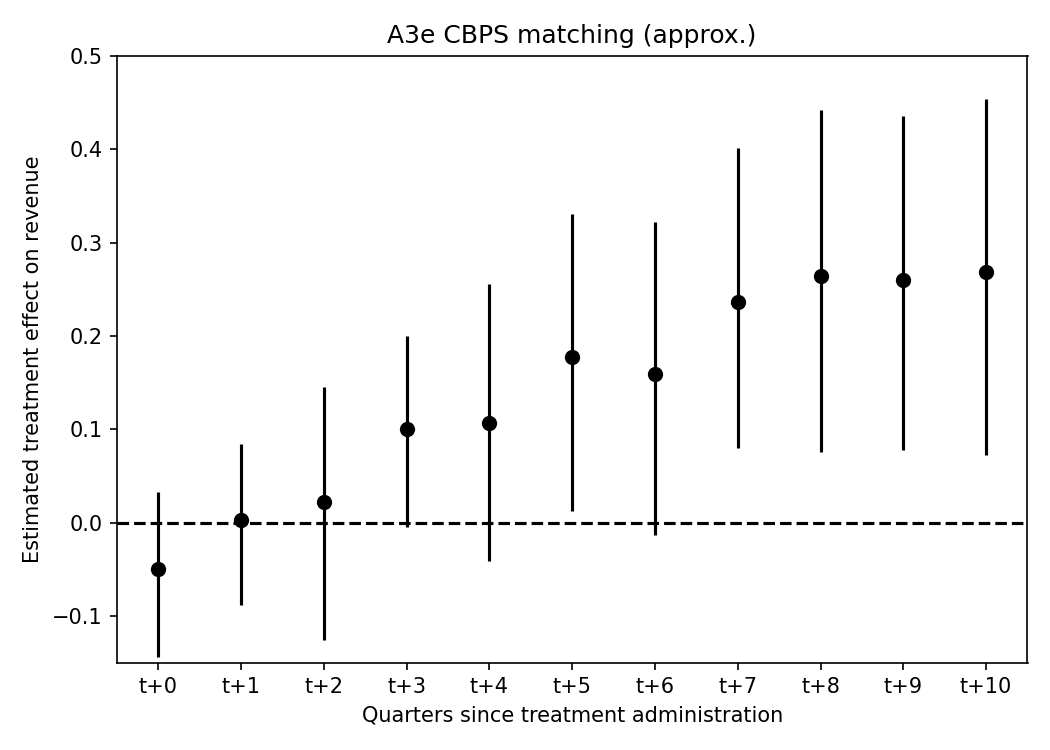 A3e CBPS matching (approx.)
Estimated treatment effect on revenue
0.5
0.4
0.3
0.2
0.1
0.0
−0.1
t+0 t+1 t+2 t+3 t+4 t+5 t+6 t+7 t+8 t+9 t+10
Quarters since treatment administration